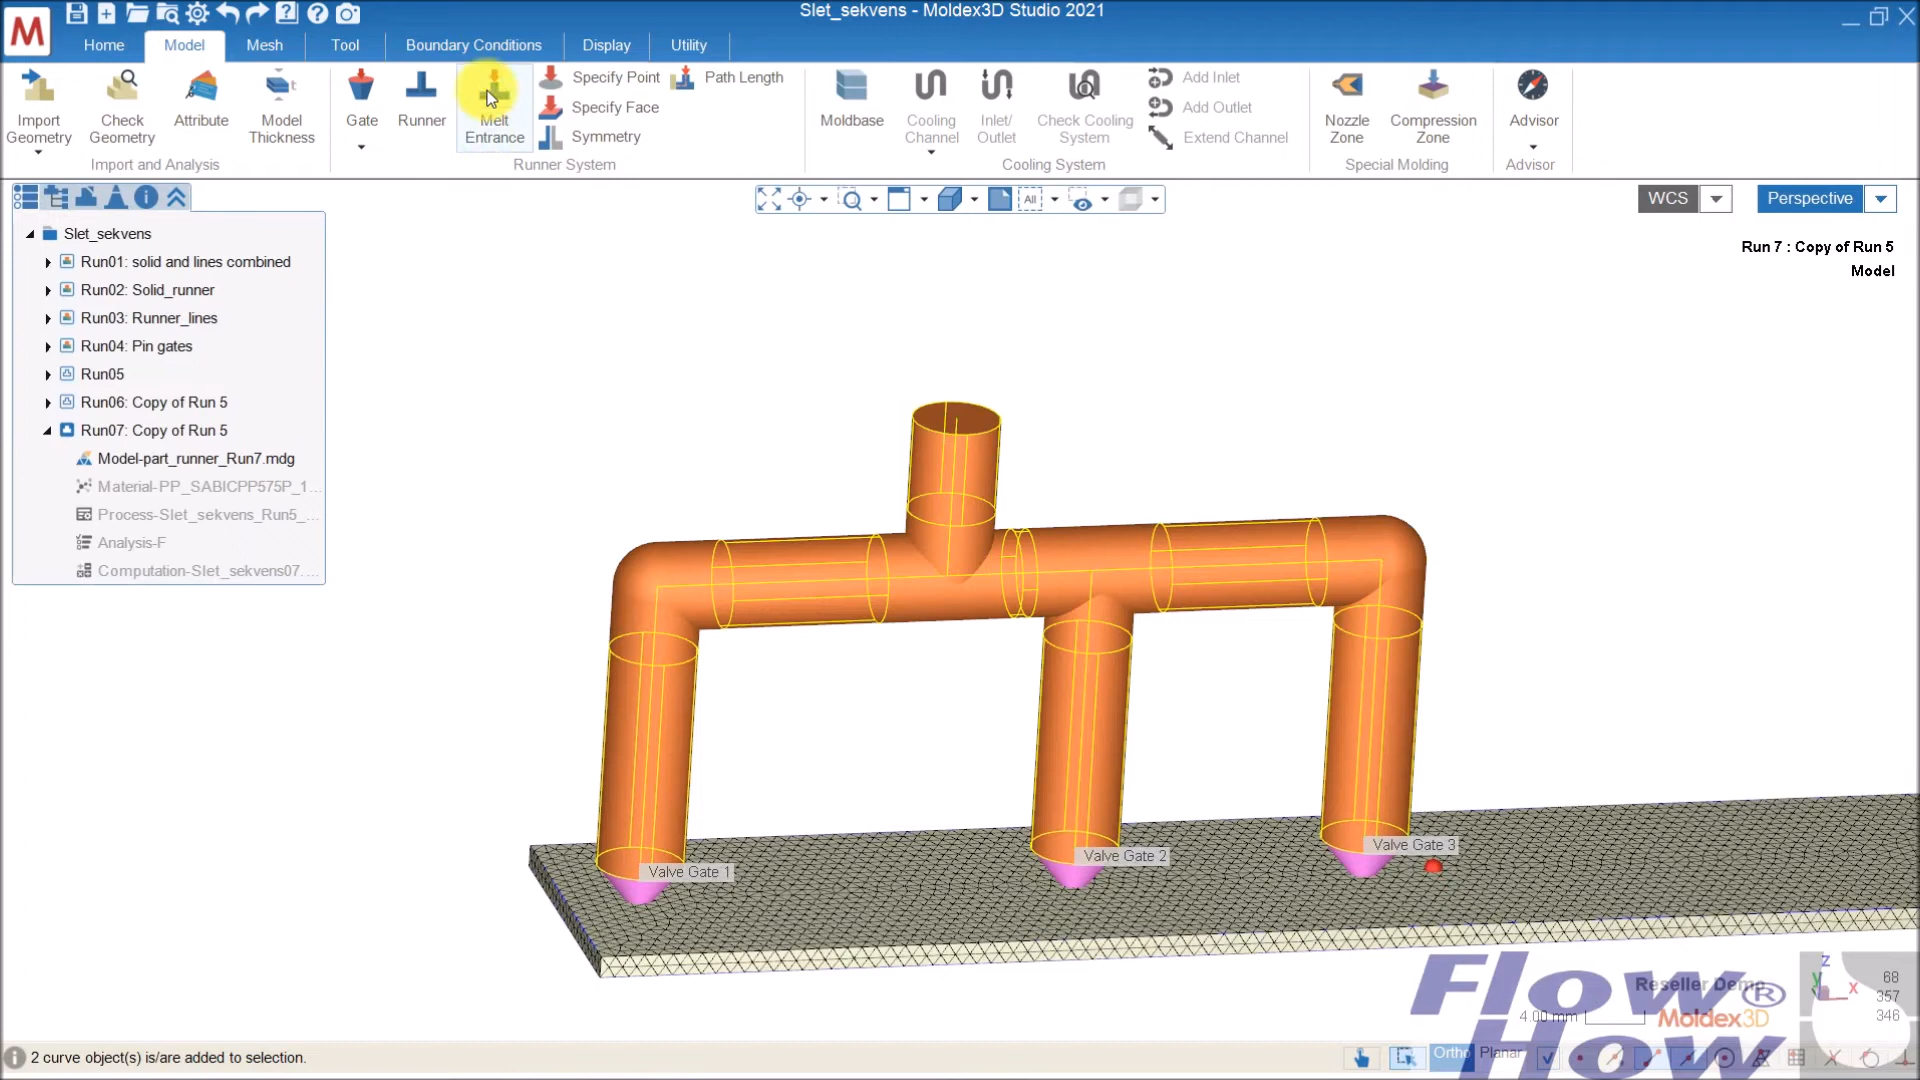 Slet_sekvens - Moldex3D Studio 2021
M
Home Model Mesh Tool Boundary Conditions Display Utility
Import Geometry
Check Geometry
Attribute
Model Thickness
Import and Analysis
Gate
Runner
Melt Entrance
Specify Point
Specify Face
Symmetry
Path Length
Runner System
Moldbase
Cooling Channel
Inlet/ Outlet
Check Cooling System
Add Inlet
Add Outlet
Extend Channel
Cooling System
Nozzle Zone
Compression Zone
Special Molding
Advisor
Advisor
All
WCS
Perspective
Run 7 : Copy of Run 5
Model
Slet_sekvens
Run01: solid and lines combined
Run02: Solid_runner
Run03: Runner_lines
Run04: Pin gates
Run05
Run06: Copy of Run 5
Run07: Copy of Run 5
Model-part_runner_Run7.mdg
Material-PP_SABICPP575P_1...
Process-Slet_sekvens_Run5_...
Analysis-F
Computation-Slet_sekvens07....
Valve Gate 1
Valve Gate 2
Valve Gate 3
Flow®
How
Reseller Demo
Moldex3D
4.00 mm
Z
Y
X
68
357
346
2 curve object(s) is/are added to selection.
Ortho Planar